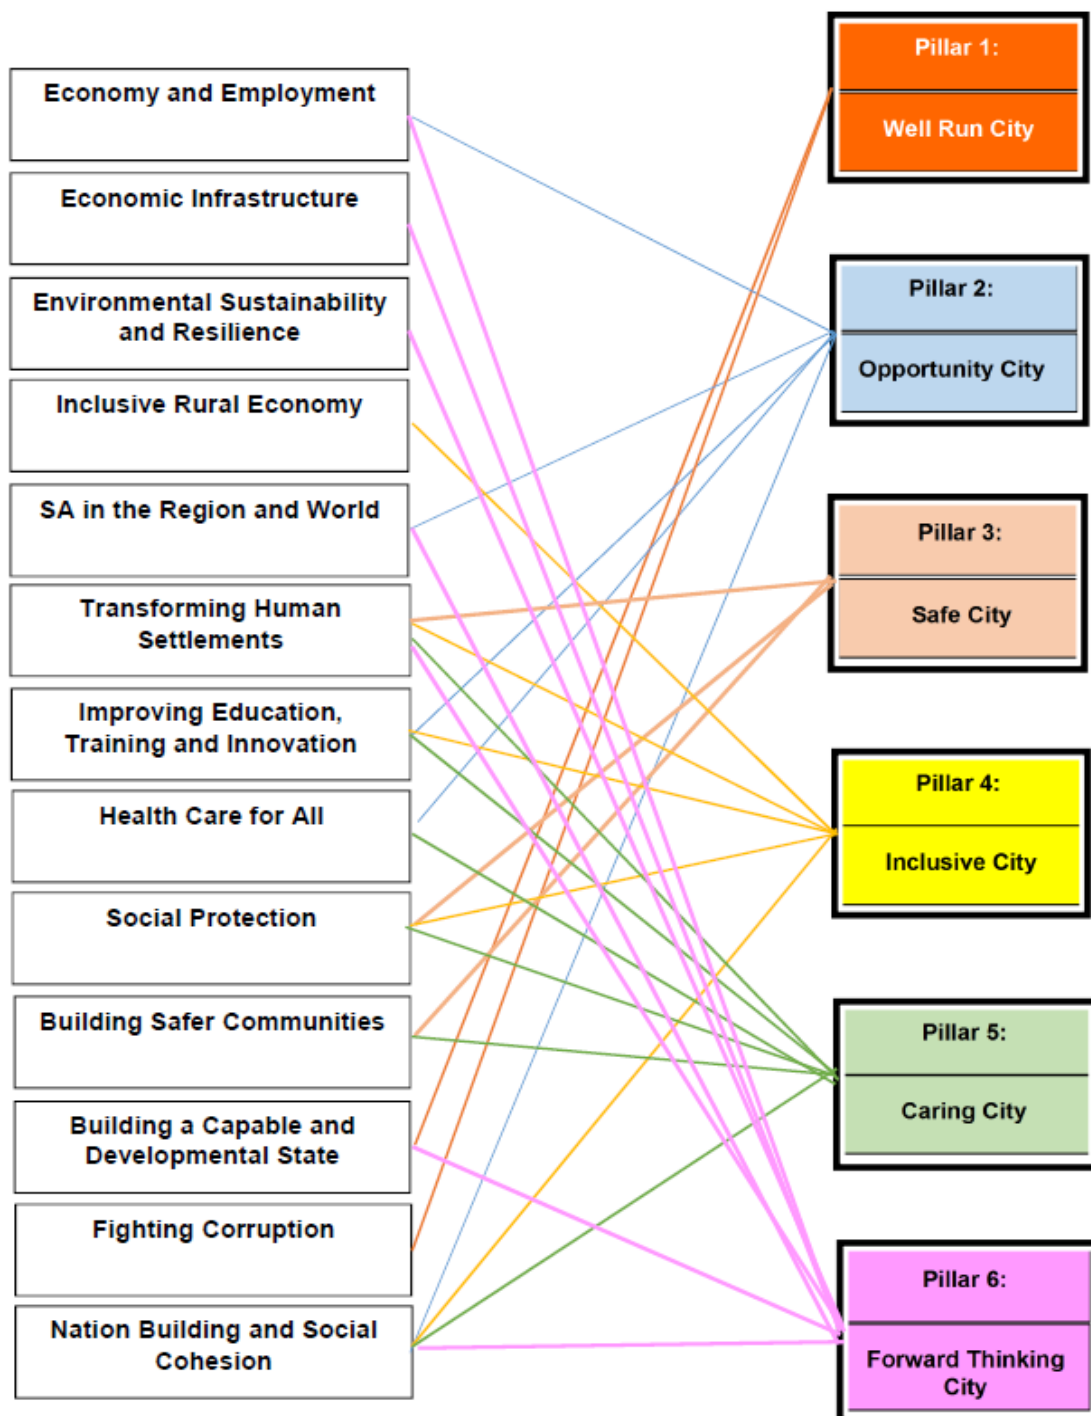 Economy and Employment
Economic Infrastructure
Environmental Sustainability
and Resilience
Inclusive Rural Economy
SA in the Region and World
Transforming Human
Settlements
Improving Education,
Training and Innovation
Health Care for All
Social Protection
Building Safer Communities
Building a Capable and
Developmental State
Fighting Corruption
Nation Building and Social
Cohesion
Pillar 1:
Well Run City
Pillar 2:
Opportunity City
Pillar 3:
Safe City
Pillar 4:
Inclusive City
Pillar 5:
Caring City
Pillar 6:
Forward Thinking
City